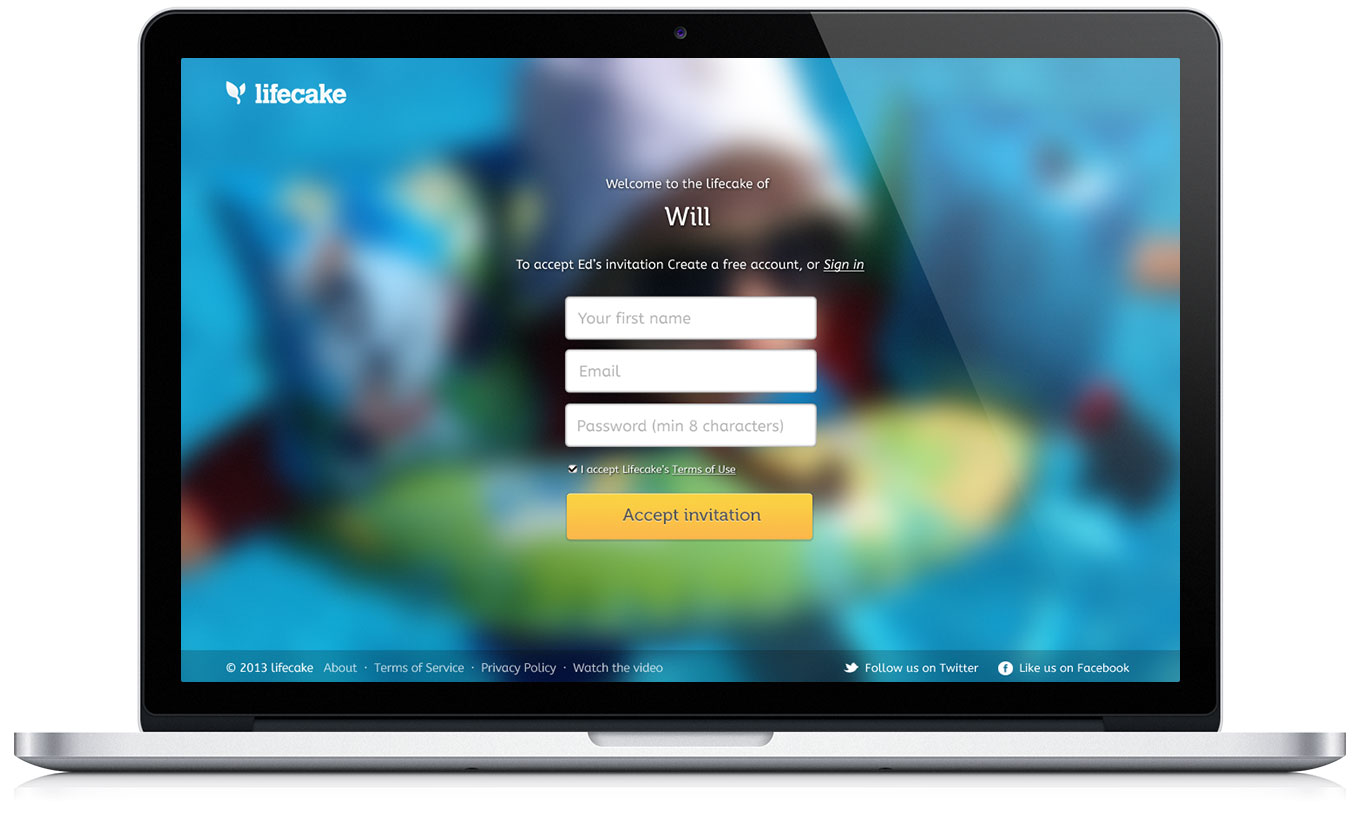 lifecake
Welcome to the lifecake of
Will
To accept Ed's invitation Create a free account, or Sign in
Your first name
Email
Password (min 8 characters)
I accept Lifecake's Terms of Use
Accept invitation
© 2013 lifecake About · Terms of Service · Privacy Policy · Watch the video Follow us on Twitter Like us on Facebook